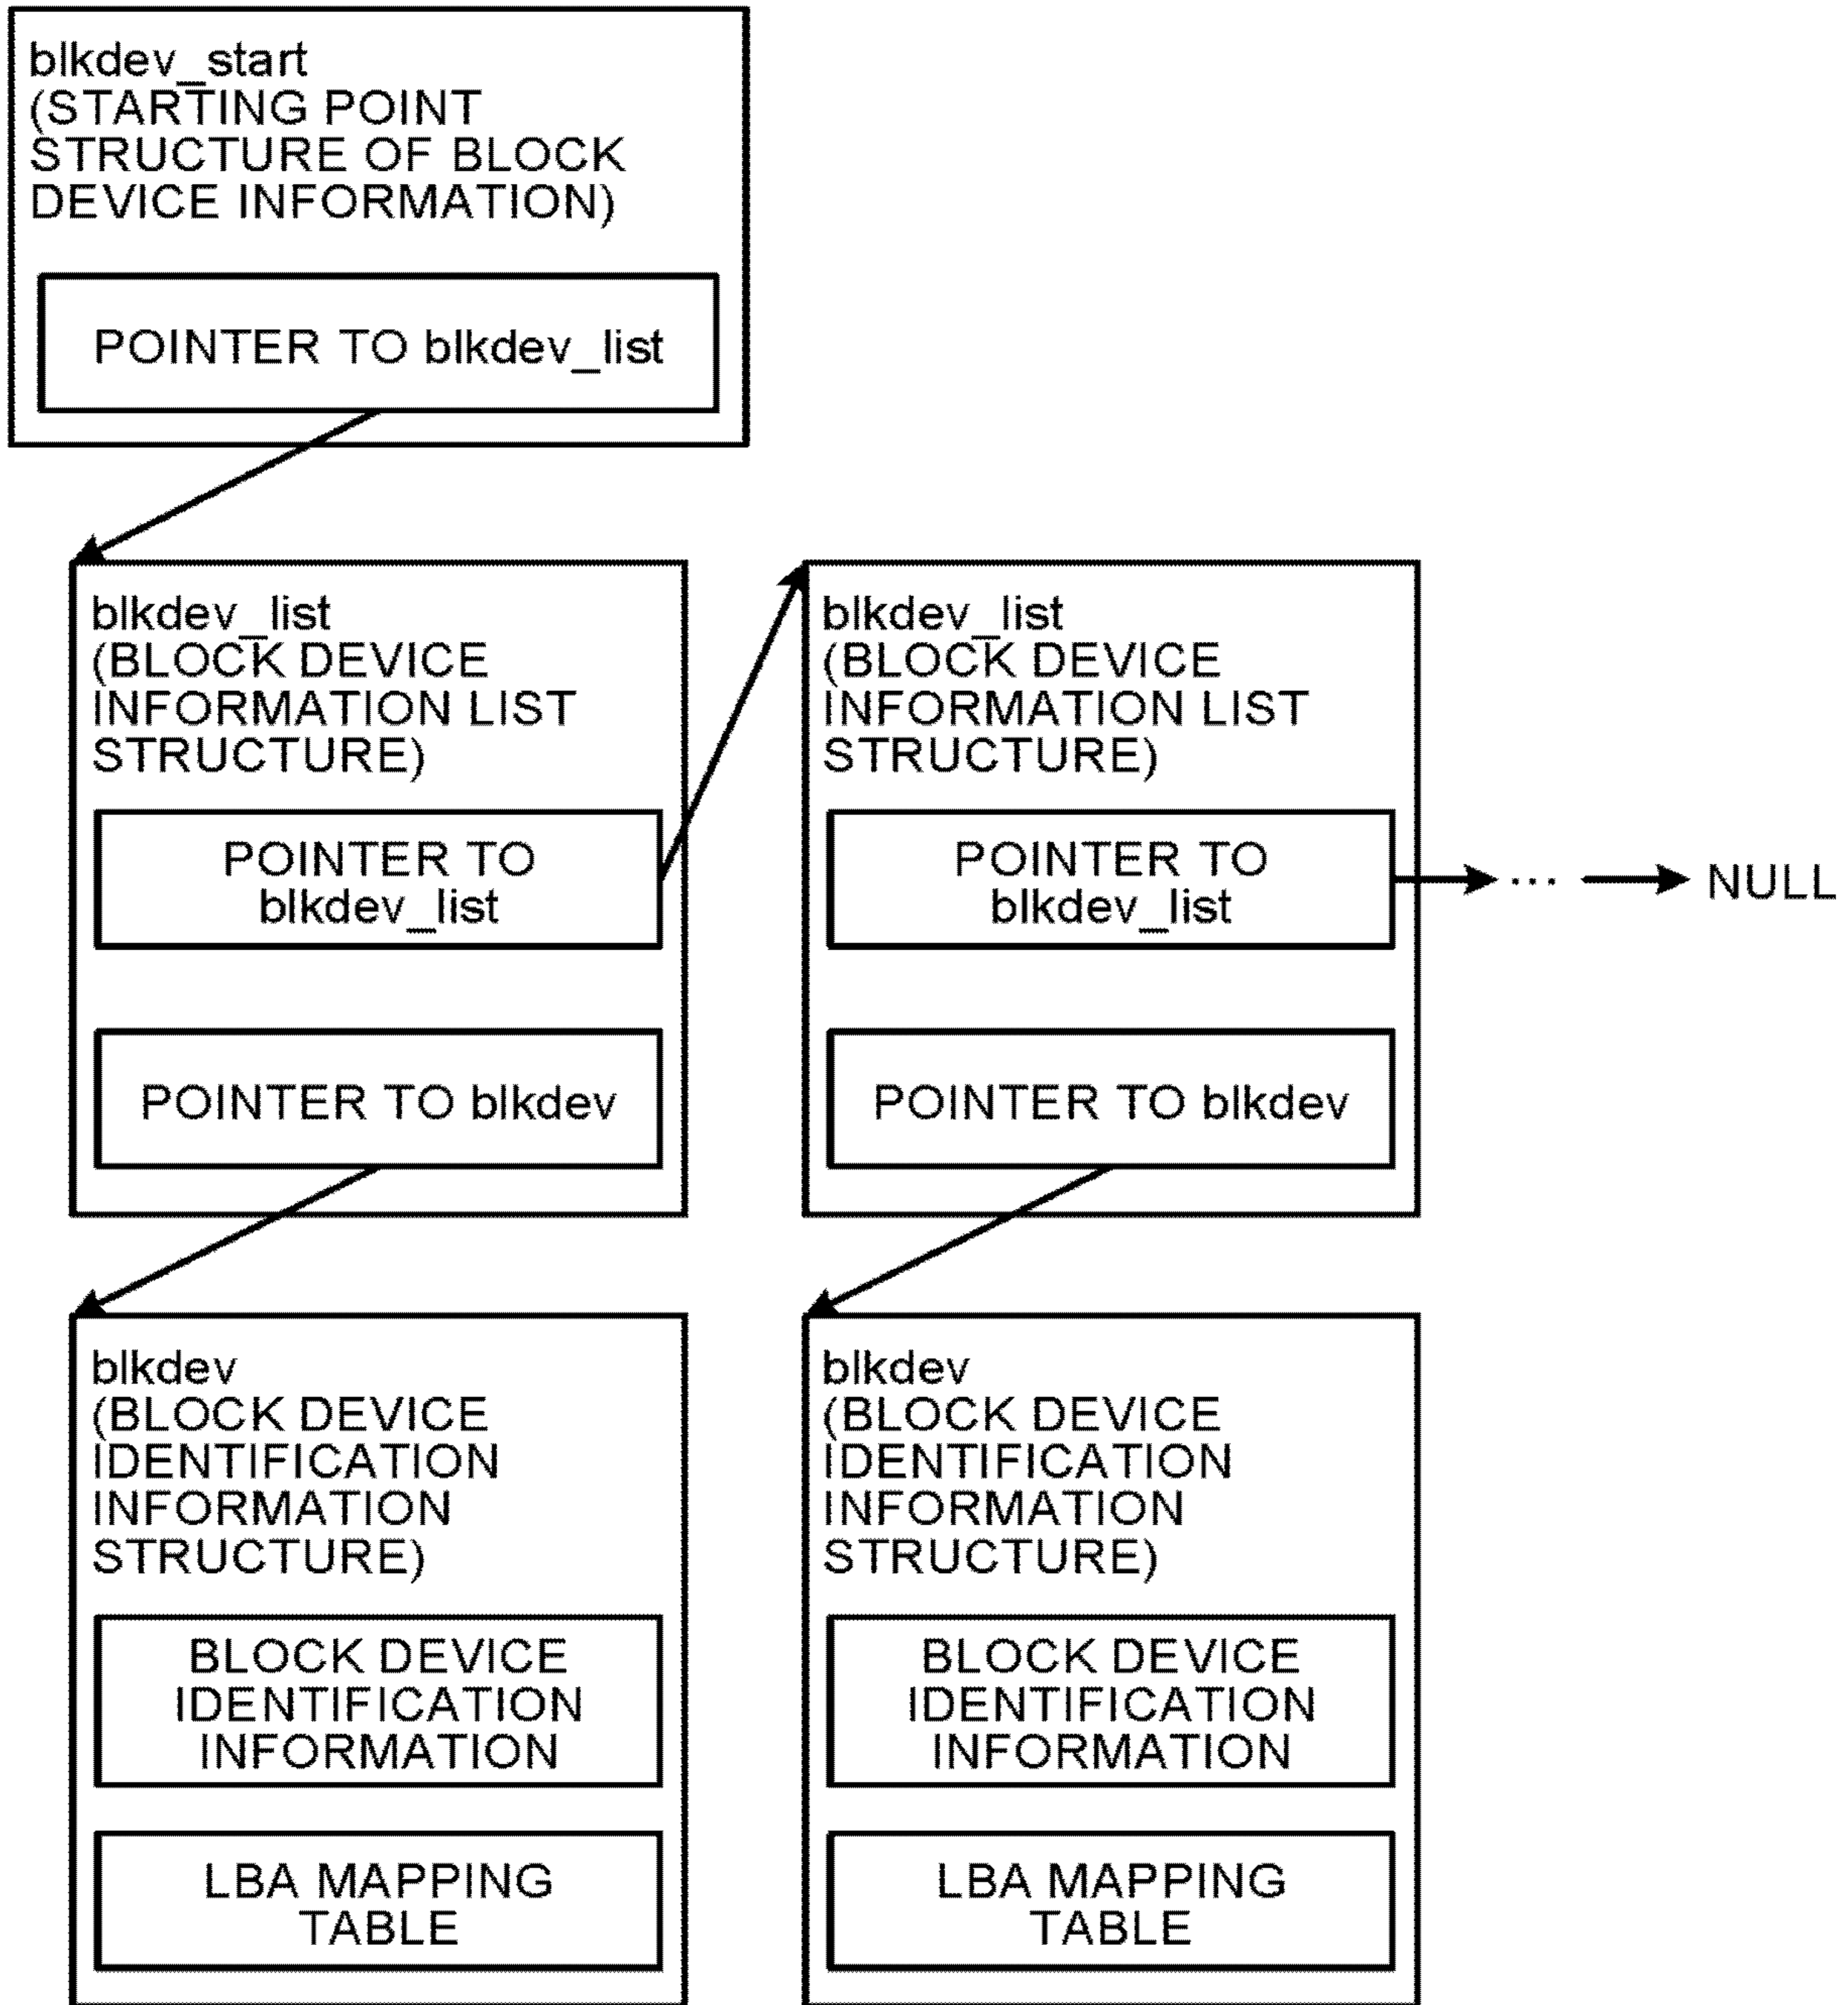 blkdev_start
(STARTING POINT
STRUCTURE OF BLOCK
DEVICE INFORMATION)
POINTER TO blkdev_list
blkdev_list
(BLOCK DEVICE
INFORMATION LIST
STRUCTURE)
POINTER TO
blkdev_list
POINTER TO blkdev
blkdev_list
(BLOCK DEVICE
INFORMATION LIST
STRUCTURE)
POINTER TO
blkdev_list
... NULL
POINTER TO blkdev
blkdev
(BLOCK DEVICE
IDENTIFICATION
INFORMATION
STRUCTURE)
BLOCK DEVICE
IDENTIFICATION
INFORMATION
LBA MAPPING
TABLE
blkdev
(BLOCK DEVICE
IDENTIFICATION
INFORMATION
STRUCTURE)
BLOCK DEVICE
IDENTIFICATION
INFORMATION
LBA MAPPING
TABLE